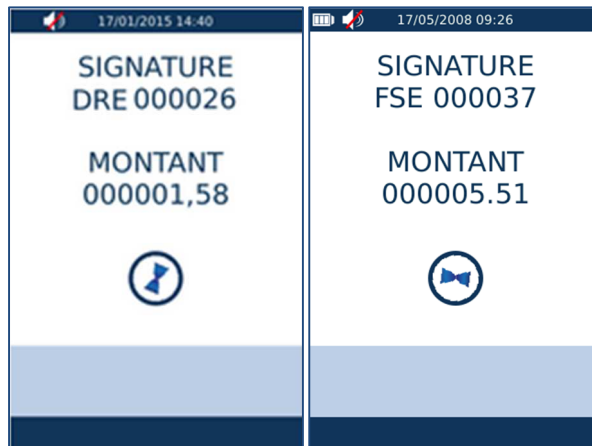 17/01/2015 14:40
SIGNATURE
DRE 000026
MONTANT
000001,58
17/05/2008 09:26
SIGNATURE
FSE 000037
MONTANT
000005.51